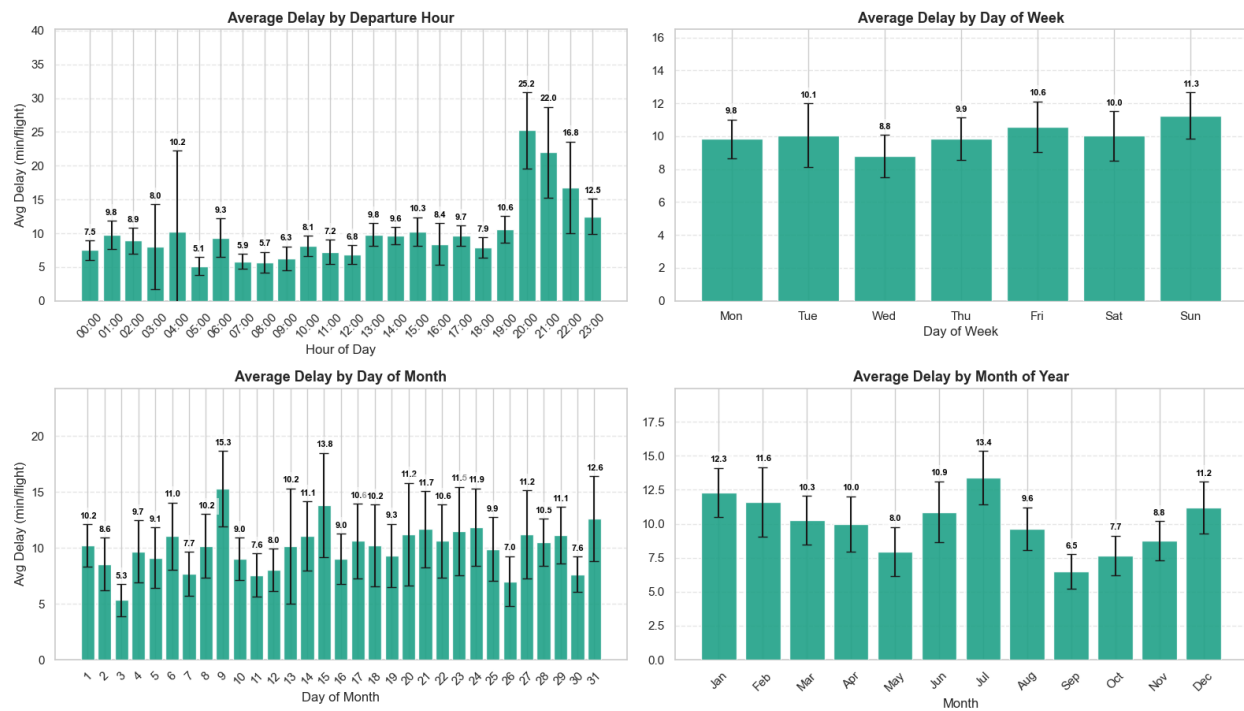 Average Delay by Departure Hour
Avg Delay (min/flight)
40
35
30
25
20
15
10
5
0
7.5 9.8 8.9 8.0 10.2 5.1 9.3 5.9 5.7 6.3 8.1 7.2 6.8 9.8 9.6 10.3 8.4 9.7 7.9 10.6 25.2 22.0 16.8 12.5
00:00 01:00 02:00 03:00 04:00 05:00 06:00 07:00 08:00 09:00 10:00 11:00 12:00 13:00 14:00 15:00 16:00 17:00 18:00 19:00 20:00 21:00 22:00 23:00
Hour of Day
Average Delay by Day of Week
16
14
12
10
8
6
4
2
0
9.8 10.1 8.8 9.9 10.6 10.0 11.3
Mon Tue Wed Thu Fri Sat Sun
Day of Week
Average Delay by Day of Month
Avg Delay (min/flight)
20
15
10
5
0
10.2 8.6 5.3 9.7 9.1 11.0 7.7 10.2 15.3 9.0 7.6 8.0 10.2 11.1 13.8 9.0 10.6 10.2 9.3 11.2 11.7 10.6 11.5 11.9 9.9 7.0 11.2 10.5 11.1 7.6 12.6
1 2 3 4 5 6 7 8 9 10 11 12 13 14 15 16 17 18 19 20 21 22 23 24 25 26 27 28 29 30 31
Day of Month
Average Delay by Month of Year
17.5
15.0
12.5
10.0
7.5
5.0
2.5
0.0
12.3 11.6 10.3 10.0 8.0 10.9 13.4 9.6 6.5 7.7 8.8 11.2
Jan Feb Mar Apr May Jun Jul Aug Sep Oct Nov Dec
Month